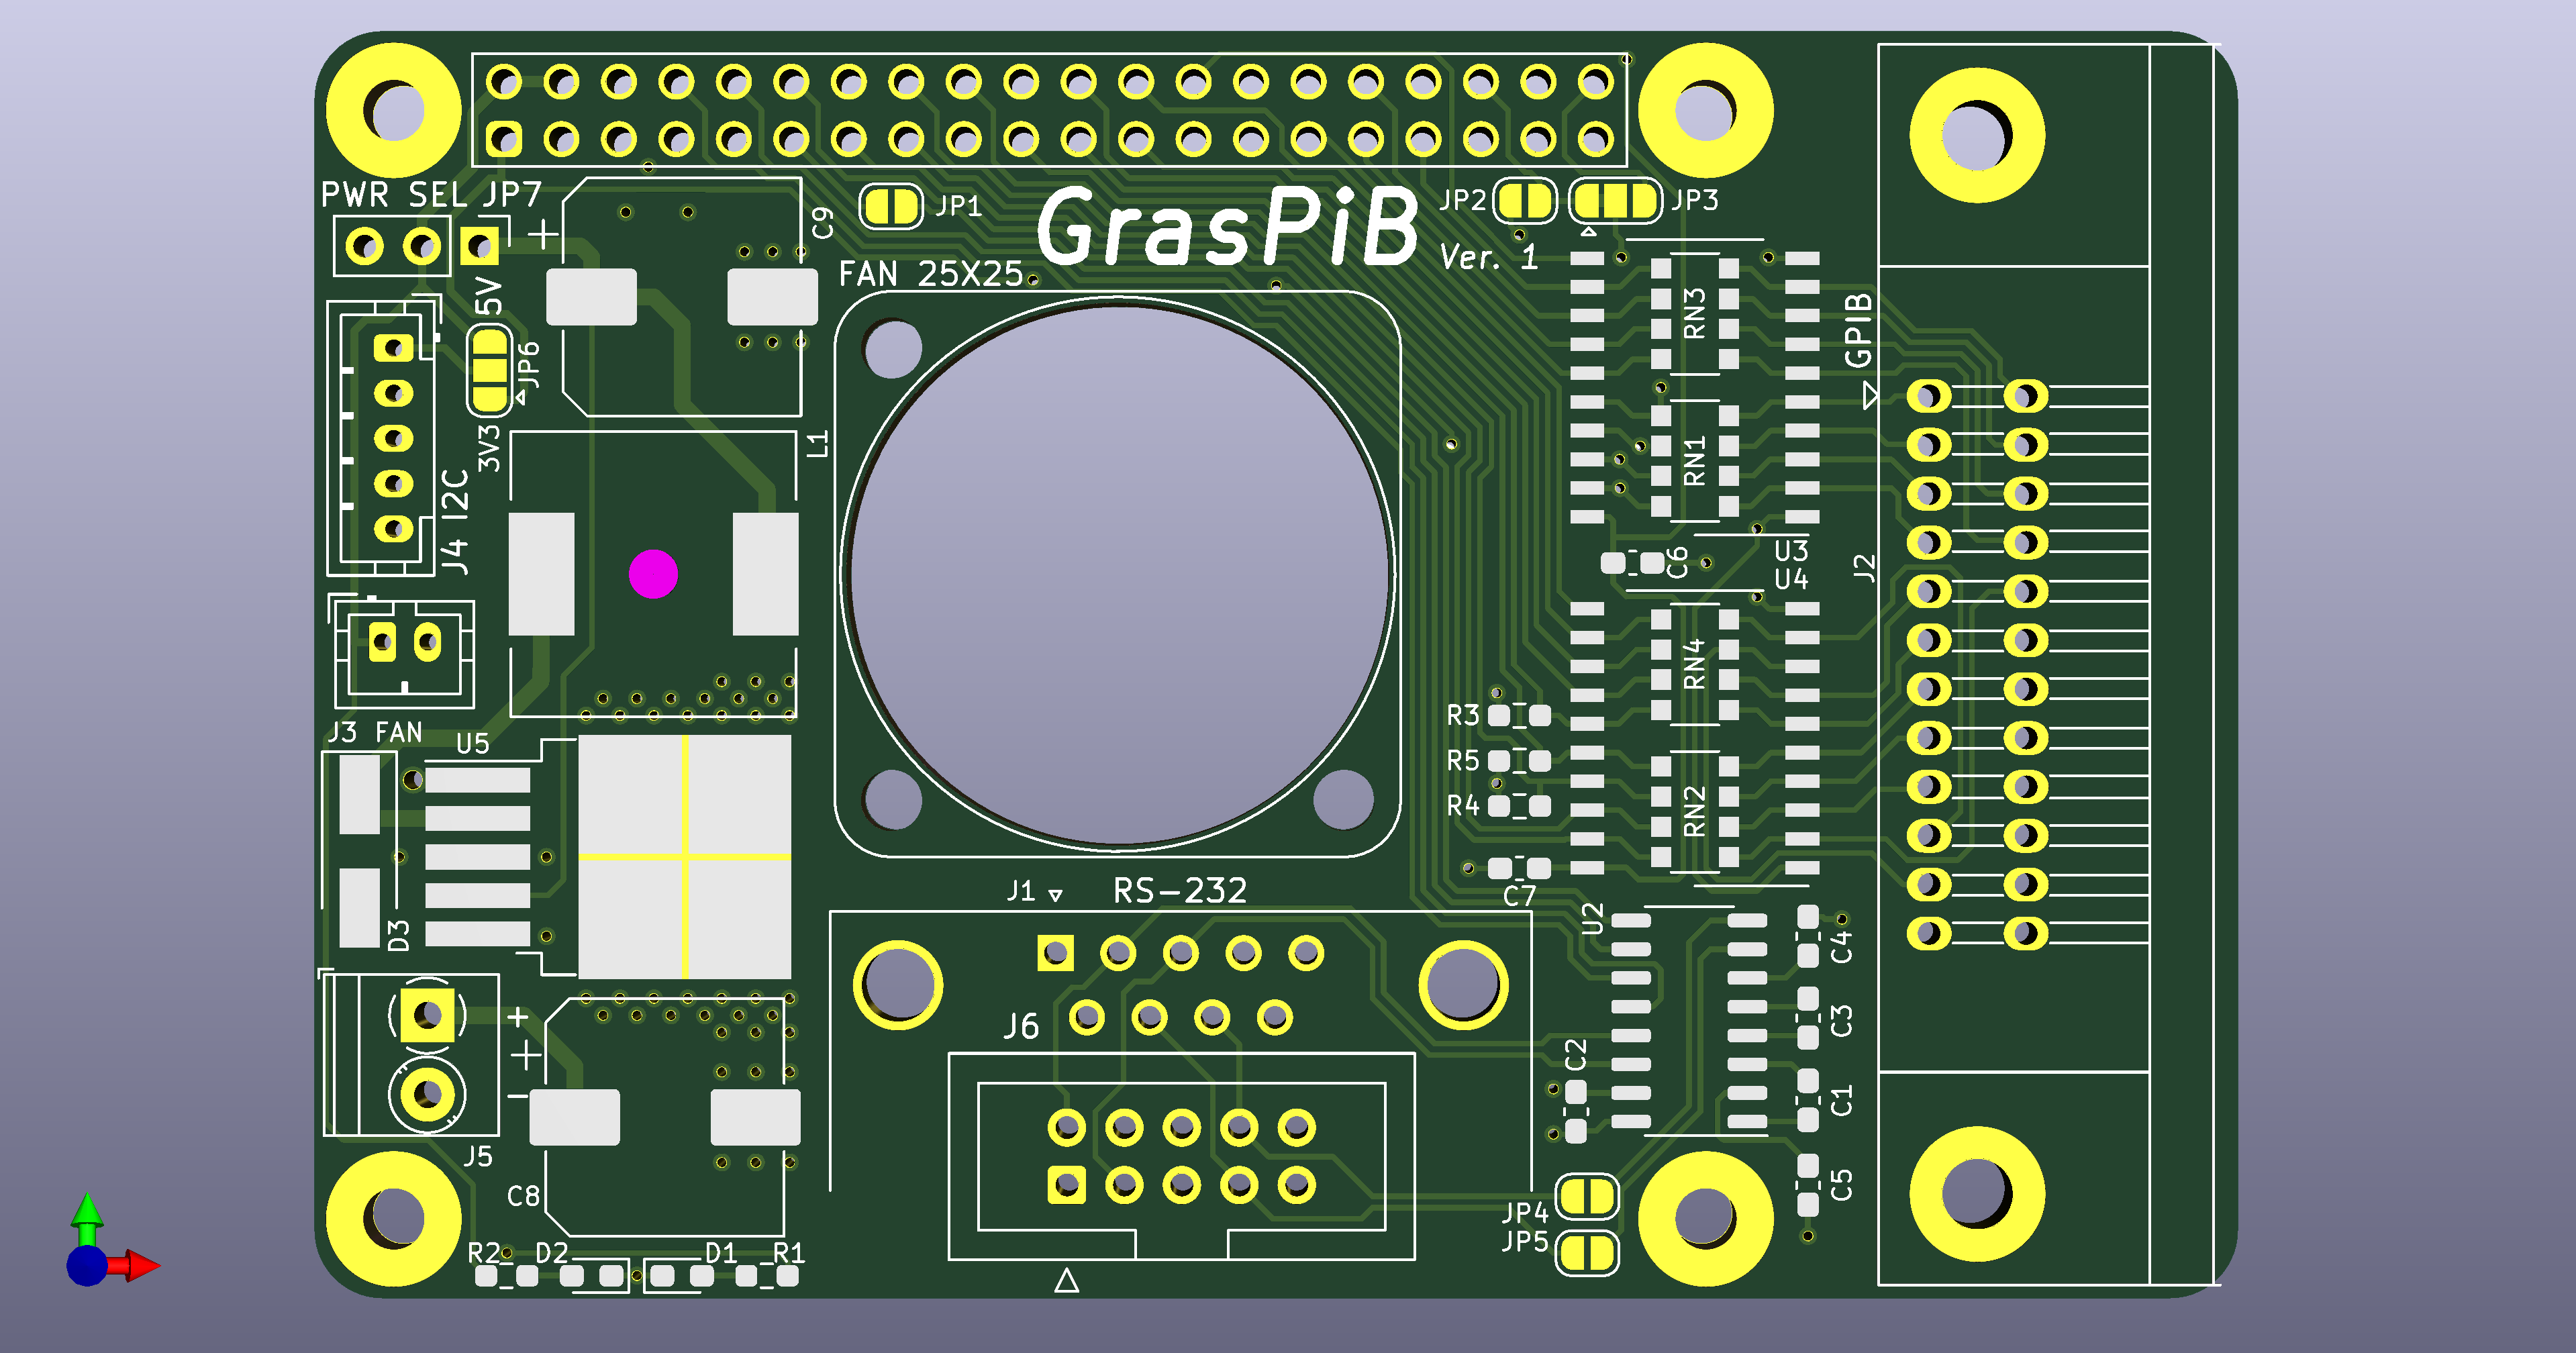 PWR SEL JP7
+
C9
JP1
GrasPiB
JP2
JP3
Ver. 1
FAN 25X25
5V
JP6
3V3
J4 I2C
L1
RN3
RN1
GPIB
J2
C6
U3
U4
RN4
RN2
J3 FAN
U5
D3
R3
R5
R4
C7
J1
RS-232
U2
C4
C3
C1
C5
C2
J6
+
+
-
J5
C8
JP4
JP5
R2
D2
D1
R1